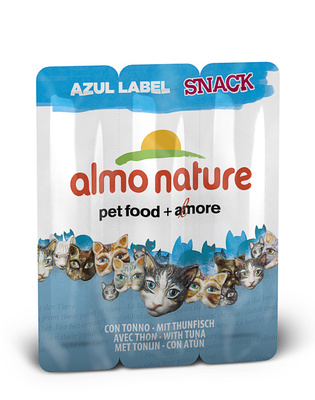 AZUL LABEL SNACK
almo nature
pet food + almore
CON TONNO - MIT THUNFISCH
AVEC THON - WITH TUNA
MET TONIJN - CON ATÚN